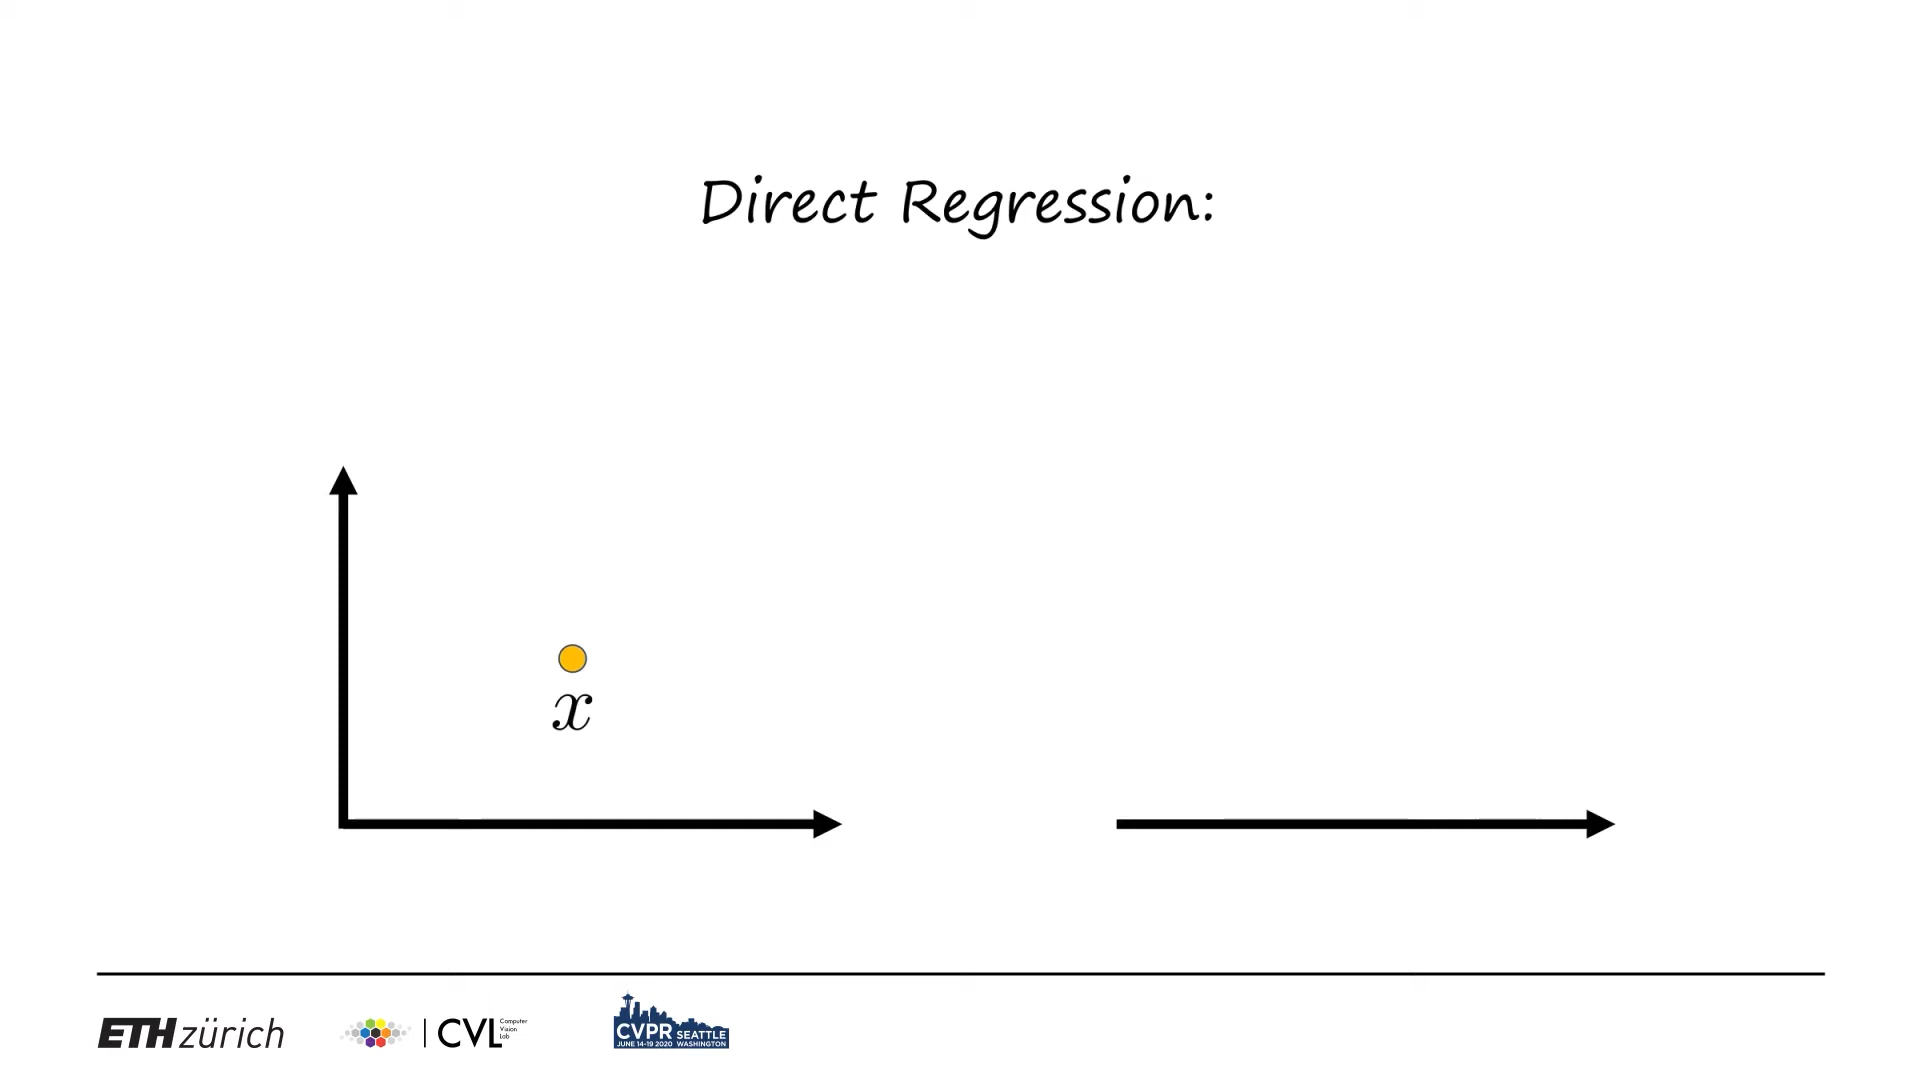 Direct Regression:
x
ETH zürich
CVL Computer Vision Lab
CVPR SEATTLE
JUNE 14-19 2020 WASHINGTON